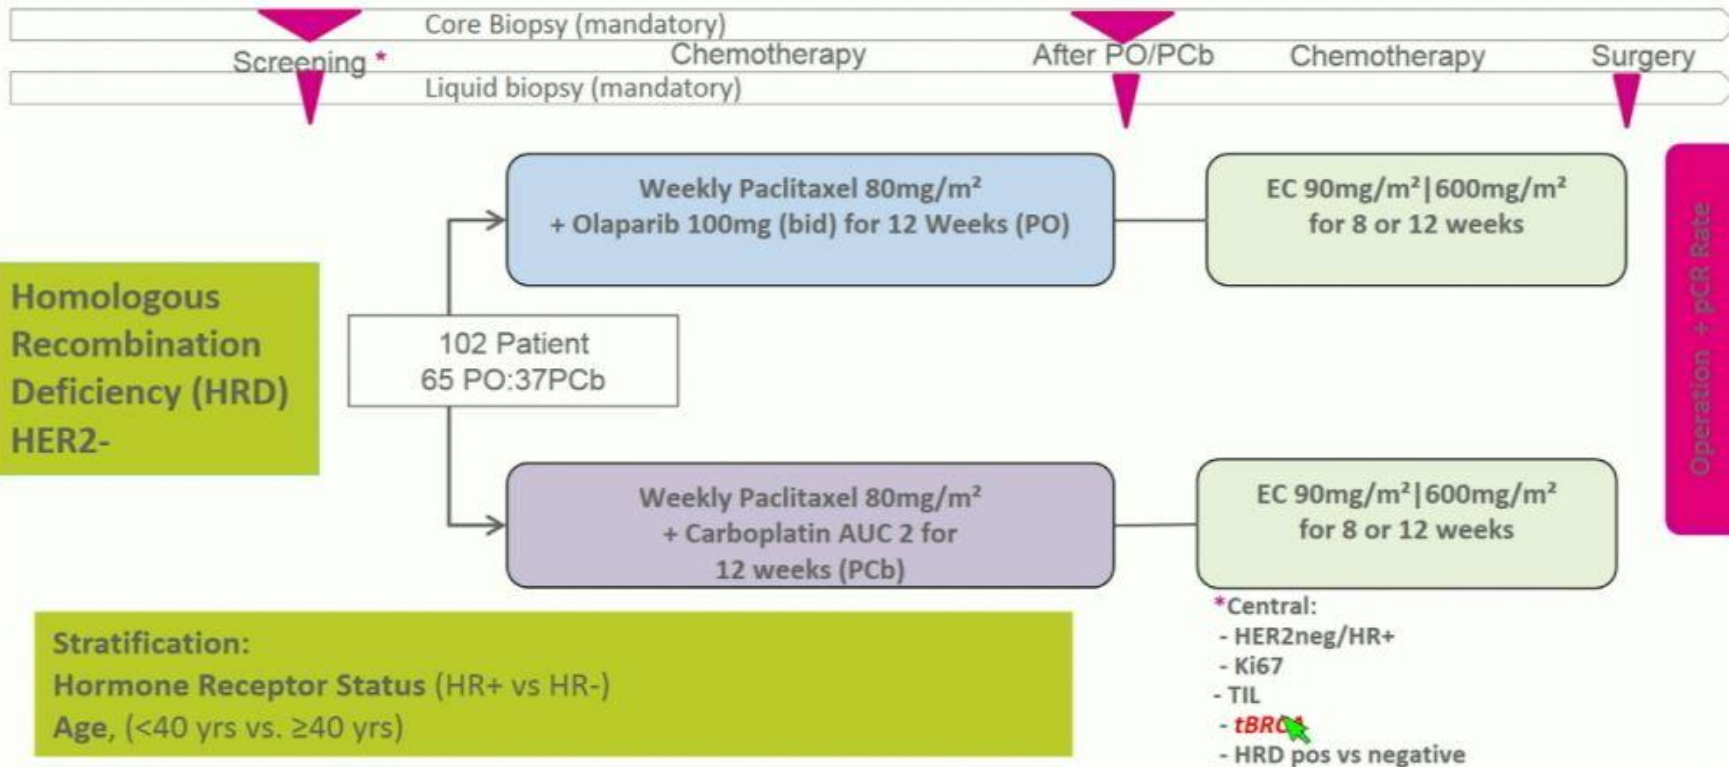 Core Biopsy (mandatory)
Screening * Chemotherapy After PO/PCb Chemotherapy Surgery
Liquid biopsy (mandatory)
Weekly Paclitaxel 80mg/m²
+ Olaparib 100mg (bid) for 12 Weeks (PO)
EC 90mg/m²|600mg/m²
for 8 or 12 weeks
Homologous
Recombination
Deficiency (HRD)
HER2-
102 Patient
65 PO:37PCb
Weekly Paclitaxel 80mg/m²
+ Carboplatin AUC 2 for
12 weeks (PCb)
EC 90mg/m²|600mg/m²
for 8 or 12 weeks
Operation + pCR Rate
Stratification:
Hormone Receptor Status (HR+ vs HR-)
Age, (<40 yrs vs. ≥40 yrs)
*Central:
- HER2neg/HR+
- Ki67
- TIL
- tBRCA
- HRD pos vs negative